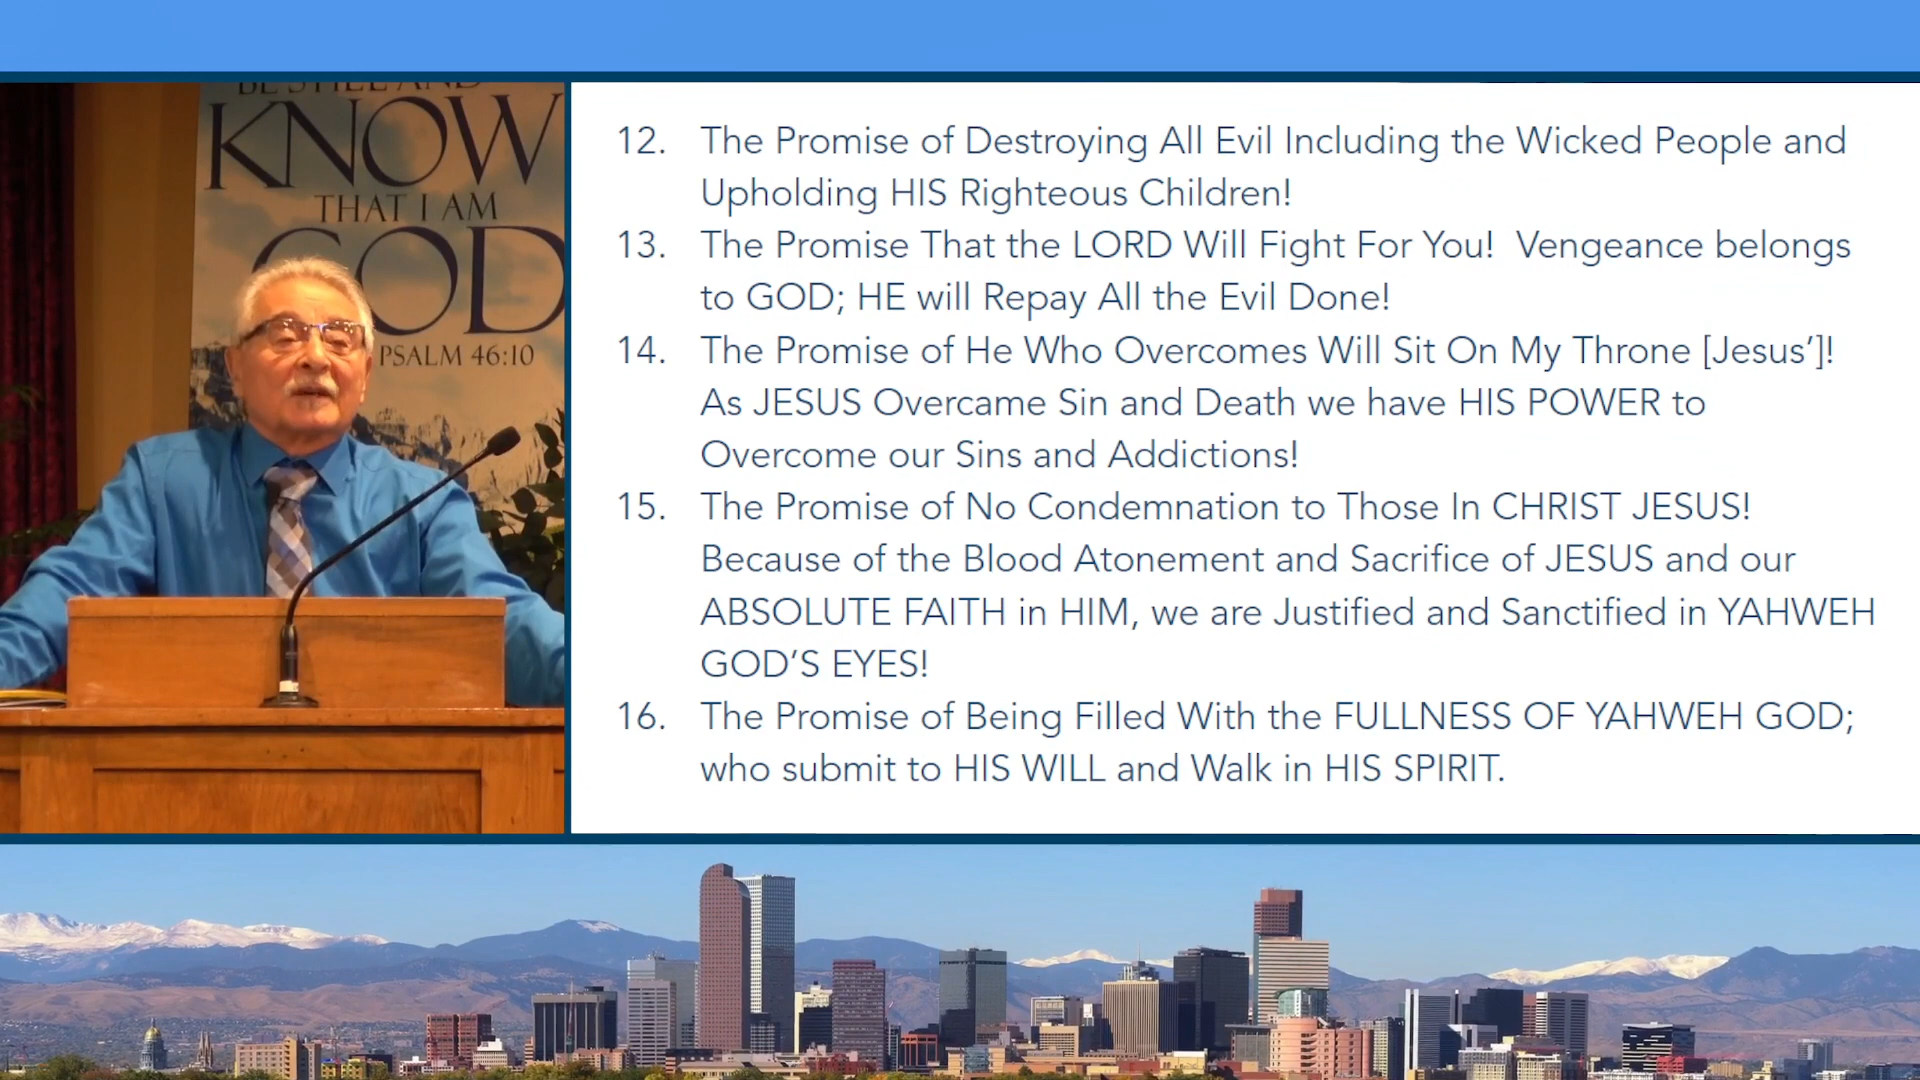 BE STILL AND
KNOW
THAT I AM
GOD
PSALM 46:10
12. The Promise of Destroying All Evil Including the Wicked People and
Upholding HIS Righteous Children!
13. The Promise That the LORD Will Fight For You! Vengeance belongs
to GOD; HE will Repay All the Evil Done!
14. The Promise of He Who Overcomes Will Sit On My Throne [Jesus’]!
As JESUS Overcame Sin and Death we have HIS POWER to
Overcome our Sins and Addictions!
15. The Promise of No Condemnation to Those In CHRIST JESUS!
Because of the Blood Atonement and Sacrifice of JESUS and our
ABSOLUTE FAITH in HIM, we are Justified and Sanctified in YAHWEH
GOD’S EYES!
16. The Promise of Being Filled With the FULLNESS OF YAHWEH GOD;
who submit to HIS WILL and Walk in HIS SPIRIT.